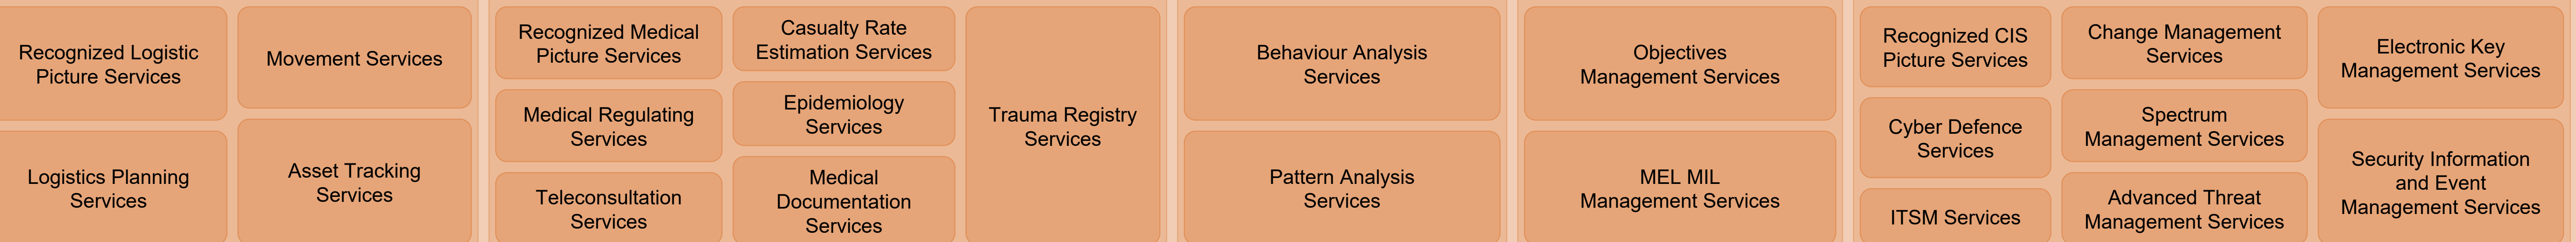 Recognized Logistic
Picture Services
Logistics Planning
Services
Movement Services
Asset Tracking
Services
Recognized Medical
Picture Services
Medical Regulating
Services
Teleconsultation
Services
Casualty Rate
Estimation Services
Epidemiology
Services
Medical
Documentation
Services
Trauma Registry
Services
Behaviour Analysis
Services
Pattern Analysis
Services
Objectives
Management Services
MEL MIL
Management Services
Recognized CIS
Picture Services
Cyber Defence
Services
ITSM Services
Change Management
Services
Spectrum
Management Services
Advanced Threat
Management Services
Electronic Key
Management Services
Security Information
and Event
Management Services